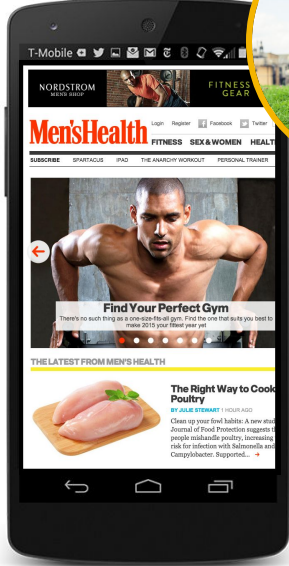 T-Mobile
NORDSTROM
MEN'S SHOP
FITNESS
GEAR
Men'sHealth
Login Register Facebook Twitter
FITNESS SEX & WOMEN HEALT
SUBSCRIBE SPARTACUS IPAD THE ANARCHY WORKOUT PERSONAL TRAINER
Find Your Perfect Gym
There's no such thing as a one-size-fits-all gym. Find the one that suits you best to
make 2015 your fittest year yet
THE LATEST FROM MEN'S HEALTH
The Right Way to Cook
Poultry
BY JULIE STEWART 1 HOUR AGO
Clean up your fowl habits: A new stud
Journal of Food Protection suggests t
people mishandle poultry, increasing
risk for infection with Salmonella and
Campylobacter. Supported...